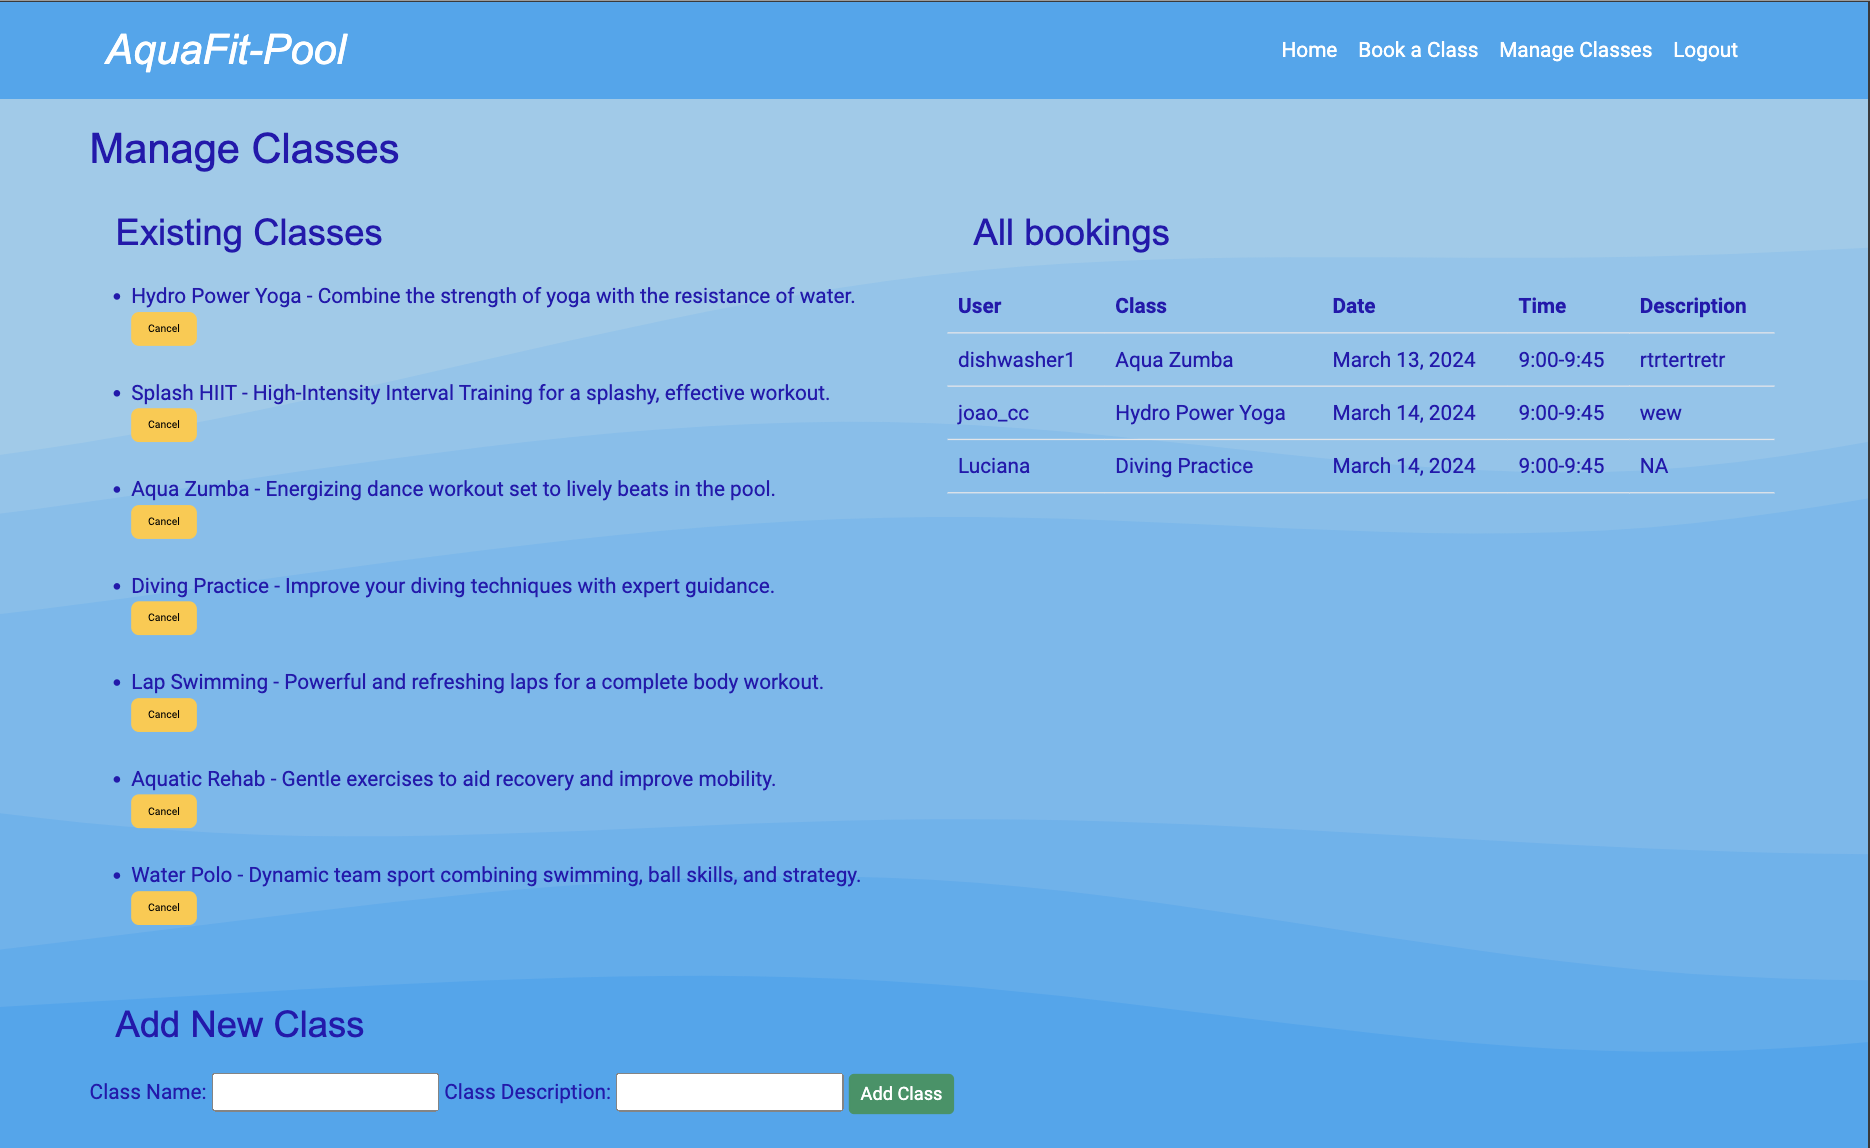 AquaFit-Pool
Home Book a Class Manage Classes Logout
Manage Classes
Existing Classes
Hydro Power Yoga - Combine the strength of yoga with the resistance of water.
Cancel
Splash HIIT - High-Intensity Interval Training for a splashy, effective workout.
Cancel
Aqua Zumba - Energizing dance workout set to lively beats in the pool.
Cancel
Diving Practice - Improve your diving techniques with expert guidance.
Cancel
Lap Swimming - Powerful and refreshing laps for a complete body workout.
Cancel
Aquatic Rehab - Gentle exercises to aid recovery and improve mobility.
Cancel
Water Polo - Dynamic team sport combining swimming, ball skills, and strategy.
Cancel
All bookings
User Class Date Time Description
dishwasher1 Aqua Zumba March 13, 2024 9:00-9:45 rtrtertretr
joao_cc Hydro Power Yoga March 14, 2024 9:00-9:45 wew
Luciana Diving Practice March 14, 2024 9:00-9:45 NA
Add New Class
Class Name: Class Description: Add Class